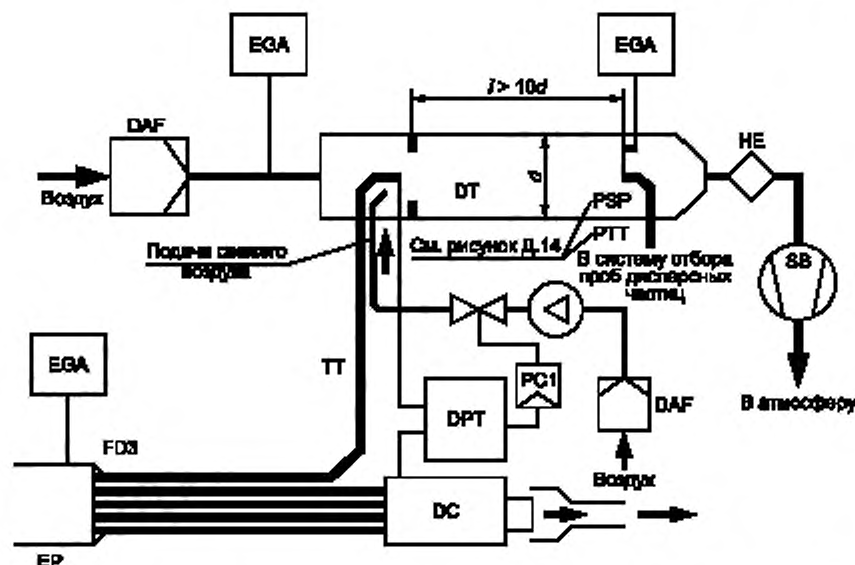 EGA
EGA
l > 10d
DAF
HE
Воздух
d
DT
PSP
Подача сжатого
воздуха
См. рисунок Д.14
PTT
В систему отбора
проб дисперсных
частиц
SB
EGA
TT
PC1
DPT
DAF
В атмосферу
FD3
Воздух
DC
EP